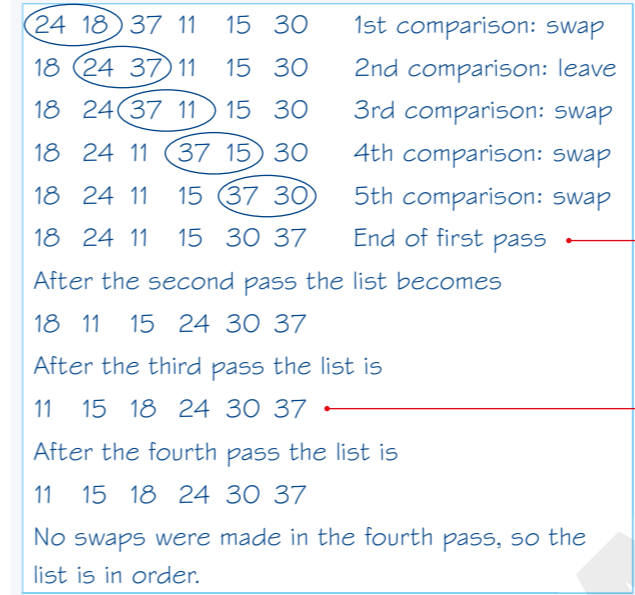 24 18 37 11 15 30 1st comparison: swap
18 24 37 11 15 30 2nd comparison: leave
18 24 37 11 15 30 3rd comparison: swap
18 24 11 37 15 30 4th comparison: swap
18 24 11 15 37 30 5th comparison: swap
18 24 11 15 30 37 End of first pass
After the second pass the list becomes
18 11 15 24 30 37
After the third pass the list is
11 15 18 24 30 37
After the fourth pass the list is
11 15 18 24 30 37
No swaps were made in the fourth pass, so the
list is in order.